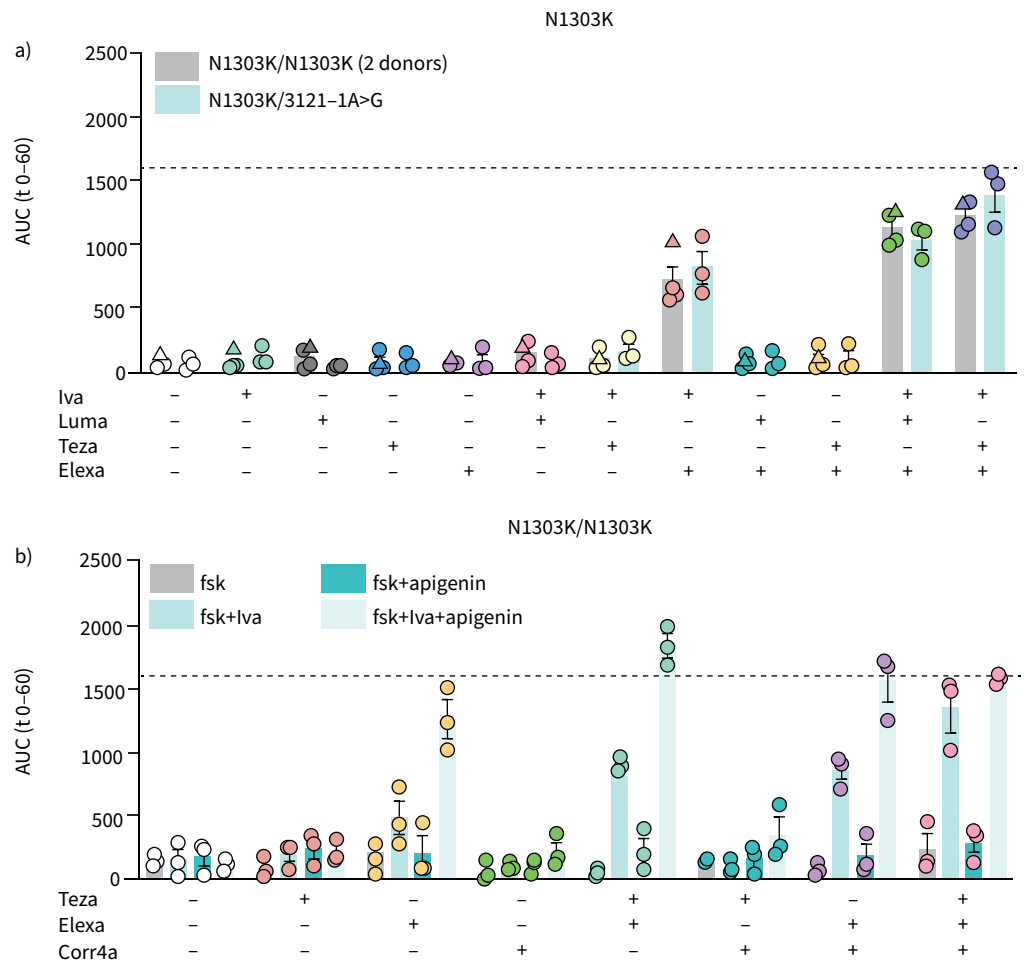 N1303K
a)
2500
2000
1500
1000
500
0
AUC (t 0–60)
N1303K/N1303K (2 donors)
N1303K/3121–1A>G
Iva – + – – – + + + – – + +
Luma – – + – – + – – + – + –
Teza – – – + – – + – – + – +
Elexa – – – – + – – + + + + +
N1303K/N1303K
b)
2500
2000
1500
1000
500
0
AUC (t 0–60)
fsk fsk+apigenin
fsk+Iva fsk+Iva+apigenin
Teza – + – – + + – +
Elexa – – + – + – + +
Corr4a – – – + – + + +